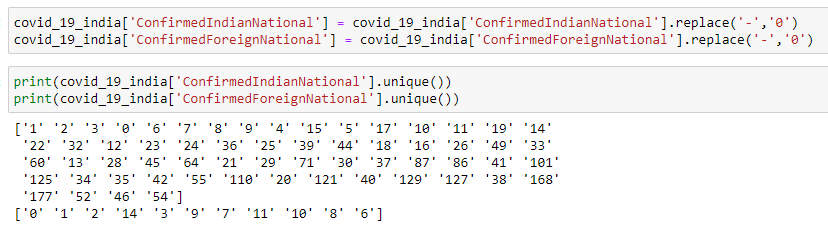 covid_19_india['ConfirmedIndianNational'] = covid_19_india['ConfirmedIndianNational'].replace('-','0')
covid_19_india['ConfirmedForeignNational'] = covid_19_india['ConfirmedForeignNational'].replace('-','0')
print(covid_19_india['ConfirmedIndianNational'].unique())
print(covid_19_india['ConfirmedForeignNational'].unique())
['1' '2' '3' '0' '6' '7' '8' '9' '4' '15' '5' '17' '10' '11' '19' '14'
'22' '32' '12' '23' '24' '36' '25' '39' '44' '18' '16' '26' '49' '33'
'60' '13' '28' '45' '64' '21' '29' '71' '30' '37' '87' '86' '41' '101'
'125' '34' '35' '42' '55' '110' '20' '121' '40' '129' '127' '38' '168'
'177' '52' '46' '54']
['0' '1' '2' '14' '3' '9' '7' '11' '10' '8' '6']